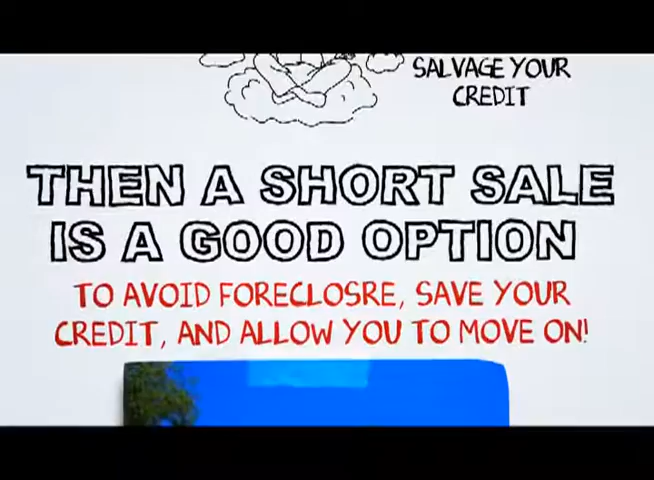 SALVAGE YOUR
CREDIT
THEN A SHORT SALE
IS A GOOD OPTION
TO AVOID FORECLOSRE, SAVE YOUR
CREDIT, AND ALLOW YOU TO MOVE ON!